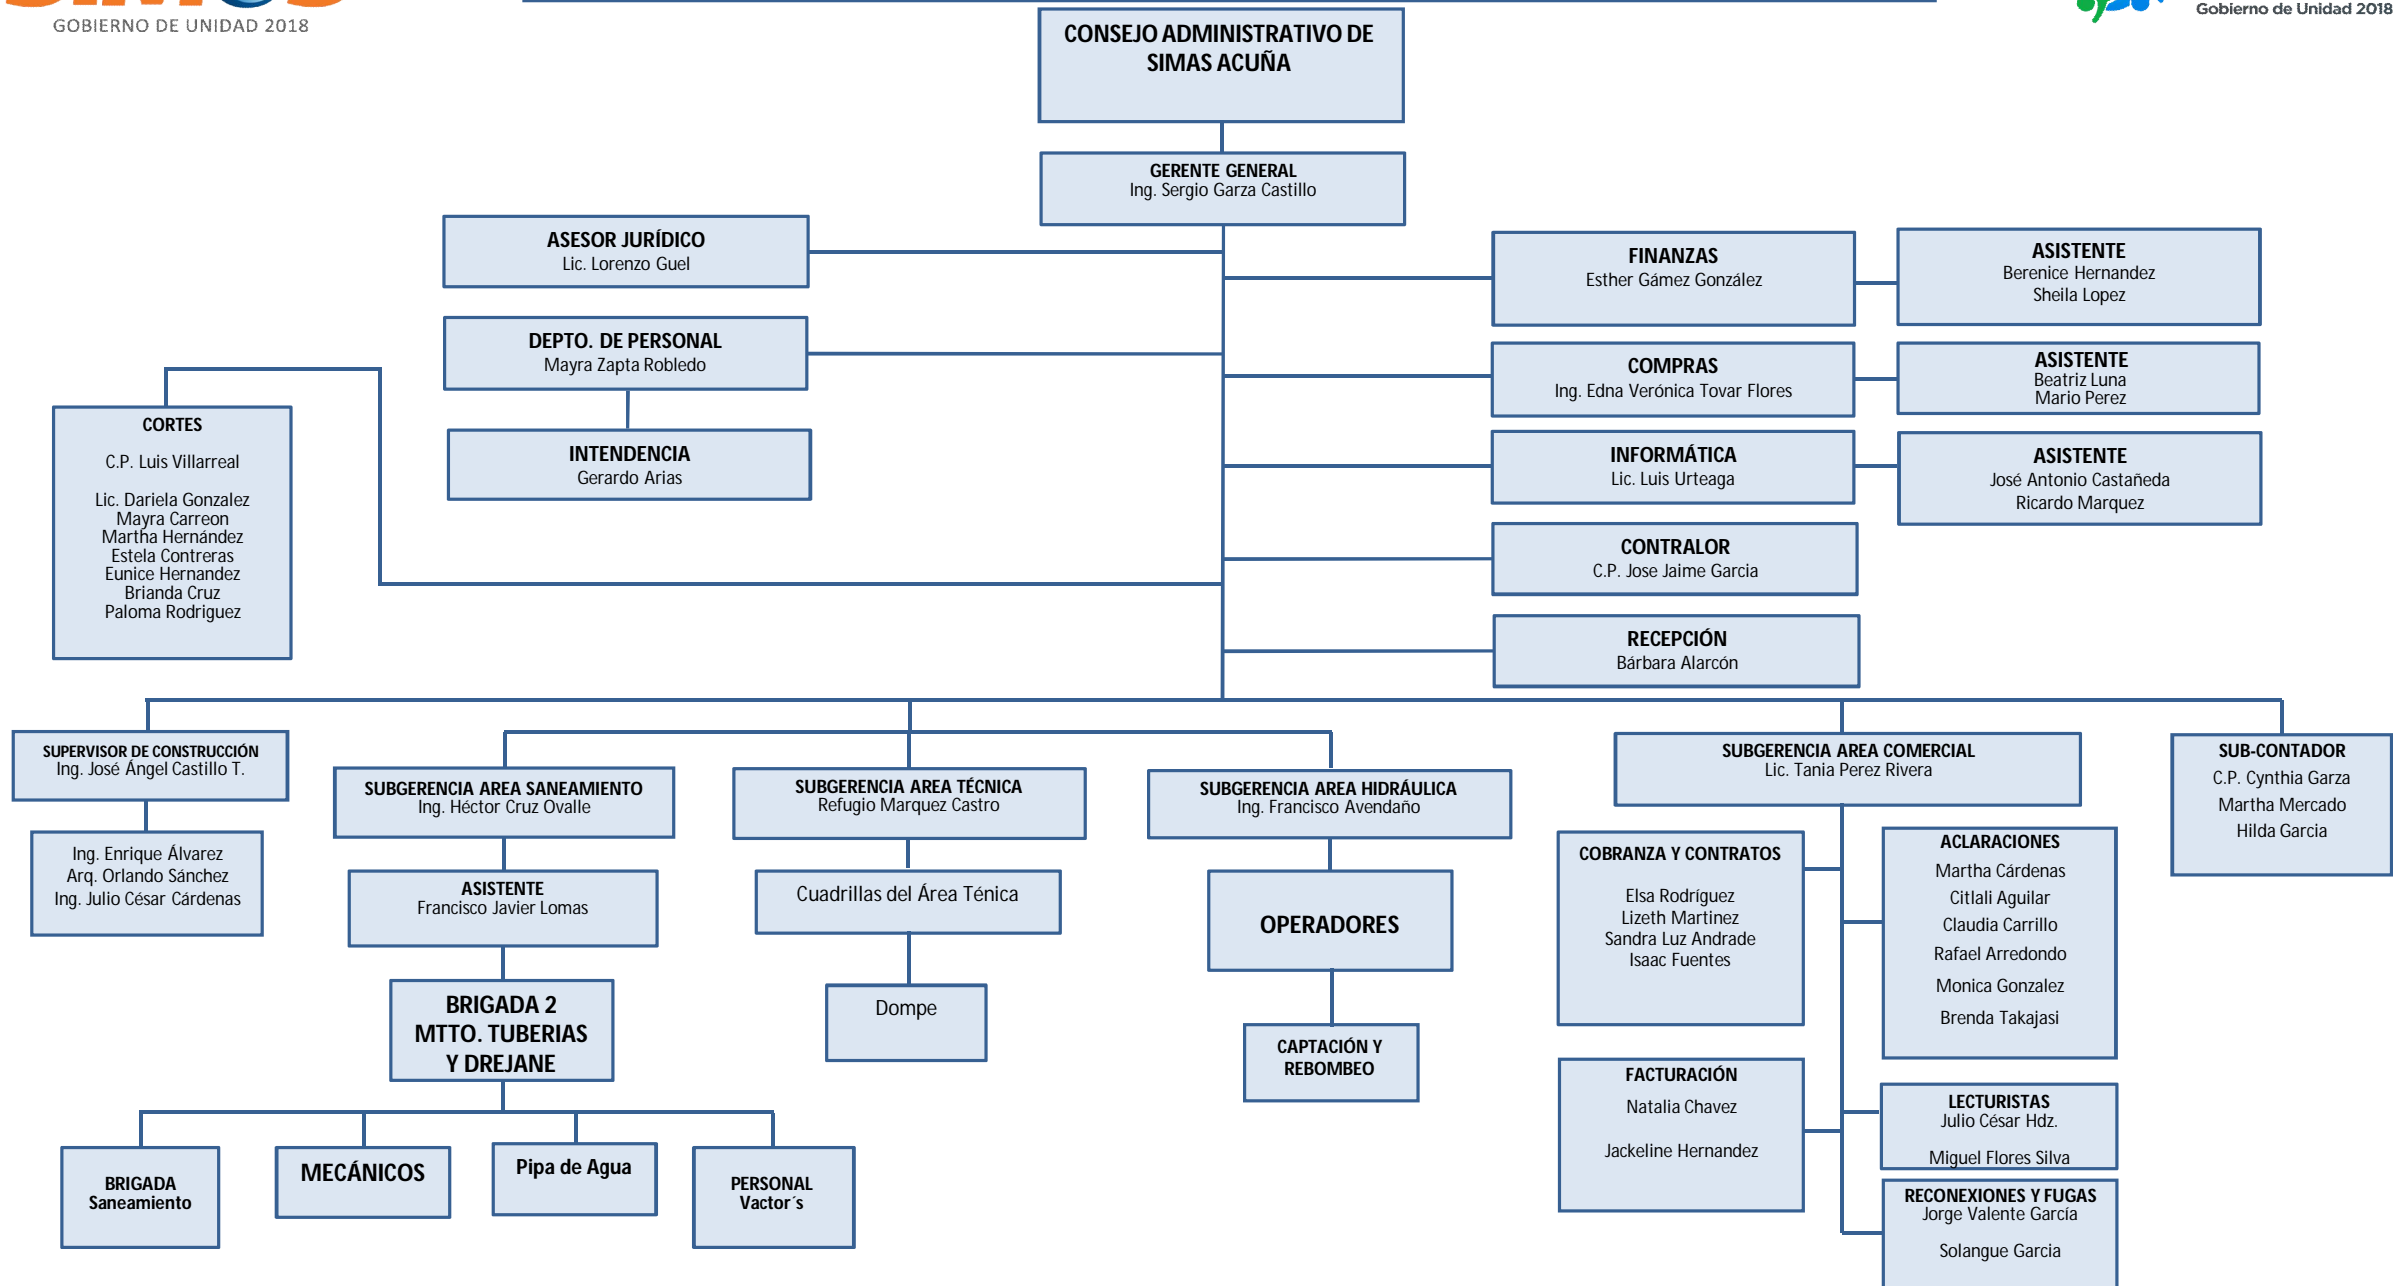 GOBIERNO DE UNIDAD 2018
Gobierno de Unidad 2018
CONSEJO ADMINISTRATIVO DE
SIMAS ACUÑA
GERENTE GENERAL
Ing. Sergio Garza Castillo
ASESOR JURÍDICO
Lic. Lorenzo Guel
DEPTO. DE PERSONAL
Mayra Zapta Robledo
INTENDENCIA
Gerardo Arias
CORTES
C.P. Luis Villarreal
Lic. Dariela Gonzalez
Mayra Carreon
Martha Hernández
Estela Contreras
Eunice Hernandez
Brianda Cruz
Paloma Rodriguez
FINANZAS
Esther Gámez González
ASISTENTE
Berenice Hernandez
Sheila Lopez
COMPRAS
Ing. Edna Verónica Tovar Flores
ASISTENTE
Beatriz Luna
Mario Perez
INFORMÁTICA
Lic. Luis Urteaga
ASISTENTE
José Antonio Castañeda
Ricardo Marquez
CONTRALOR
C.P. Jose Jaime Garcia
RECEPCIÓN
Bárbara Alarcón
SUPERVISOR DE CONSTRUCCIÓN
Ing. José Ángel Castillo T.
Ing. Enrique Álvarez
Arq. Orlando Sánchez
Ing. Julio César Cárdenas
SUBGERENCIA AREA SANEAMIENTO
Ing. Héctor Cruz Ovalle
ASISTENTE
Francisco Javier Lomas
BRIGADA 2
MTTO. TUBERIAS
Y DREJANE
BRIGADA
Saneamiento
MECÁNICOS
Pipa de Agua
PERSONAL
Vactor´s
SUBGERENCIA AREA TÉCNICA
Refugio Marquez Castro
Cuadrillas del Área Ténica
Dompe
SUBGERENCIA AREA HIDRÁULICA
Ing. Francisco Avendaño
OPERADORES
CAPTACIÓN Y
REBOMBEO
SUBGERENCIA AREA COMERCIAL
Lic. Tania Perez Rivera
COBRANZA Y CONTRATOS
Elsa Rodríguez
Lizeth Martinez
Sandra Luz Andrade
Isaac Fuentes
FACTURACIÓN
Natalia Chavez
Jackeline Hernandez
ACLARACIONES
Martha Cárdenas
Citlali Aguilar
Claudia Carrillo
Rafael Arredondo
Monica Gonzalez
Brenda Takajasi
LECTURISTAS
Julio César Hdz.
Miguel Flores Silva
RECONEXIONES Y FUGAS
Jorge Valente García
Solangue Garcia
SUB-CONTADOR
C.P. Cynthia Garza
Martha Mercado
Hilda Garcia